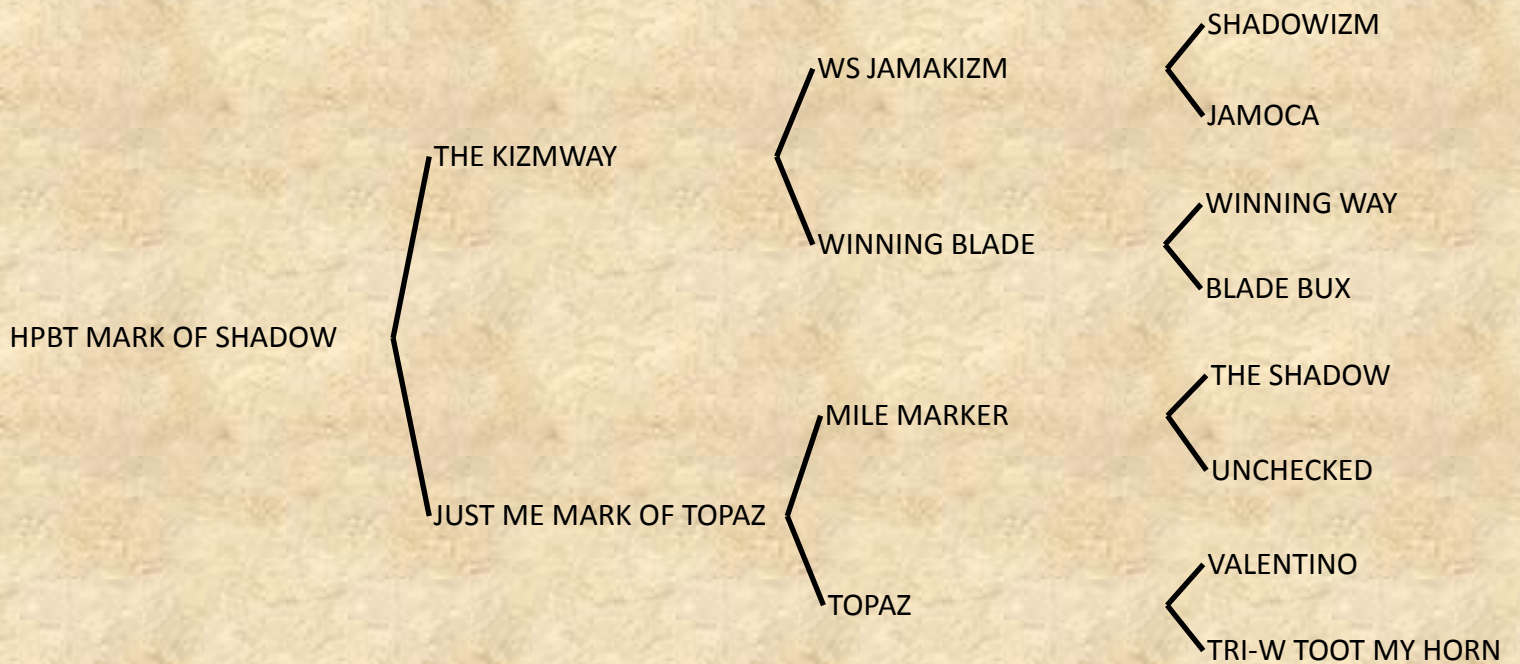 SHADOWIZM
WS JAMAKIZM
JAMOCA
THE KIZMWAY
WINNING WAY
WINNING BLADE
BLADE BUX
HPBT MARK OF SHADOW
THE SHADOW
MILE MARKER
UNCHECKED
JUST ME MARK OF TOPAZ
VALENTINO
TOPAZ
TRI-W TOOT MY HORN